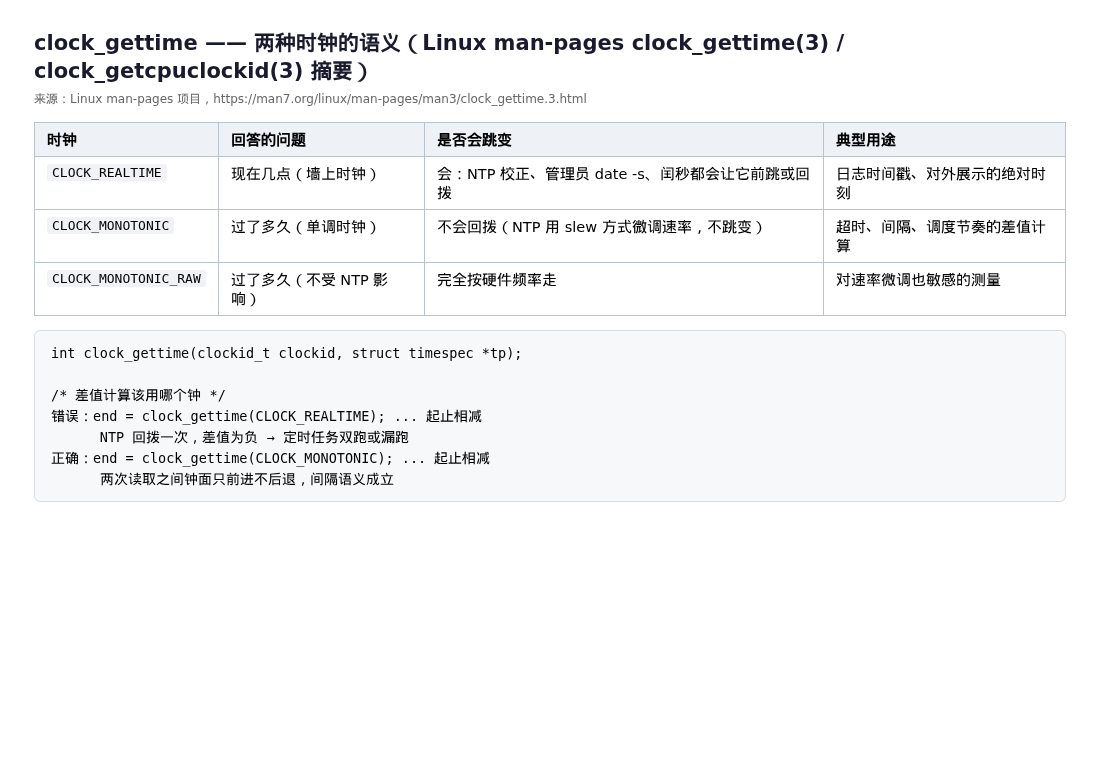 clock_gettime —— 两种时钟的语义（Linux man-pages clock_gettime(3) /
clock_getcpuclockid(3) 摘要）
来源：Linux man-pages 项目，https://man7.org/linux/man-pages/man3/clock_gettime.3.html
时钟 回答的问题 是否会跳变 典型用途
CLOCK_REALTIME 现在几点（墙上时钟） 会：NTP 校正、管理员 date -s、闰秒都会让它前跳或回
拨
日志时间戳、对外展示的绝对时
刻
CLOCK_MONOTONIC 过了多久（单调时钟） 不会回拨（NTP 用 slew 方式微调速率，不跳变） 超时、间隔、调度节奏的差值计
算
CLOCK_MONOTONIC_RAW 过了多久（不受 NTP 影
响）
完全按硬件频率走 对速率微调也敏感的测量
int clock_gettime(clockid_t clockid, struct timespec *tp);
/* 差值计算该用哪个钟 */
错误：end = clock_gettime(CLOCK_REALTIME); ... 起止相减
NTP 回拨一次，差值为负 → 定时任务双跑或漏跑
正确：end = clock_gettime(CLOCK_MONOTONIC); ... 起止相减
两次读取之间钟面只前进不后退，间隔语义成立